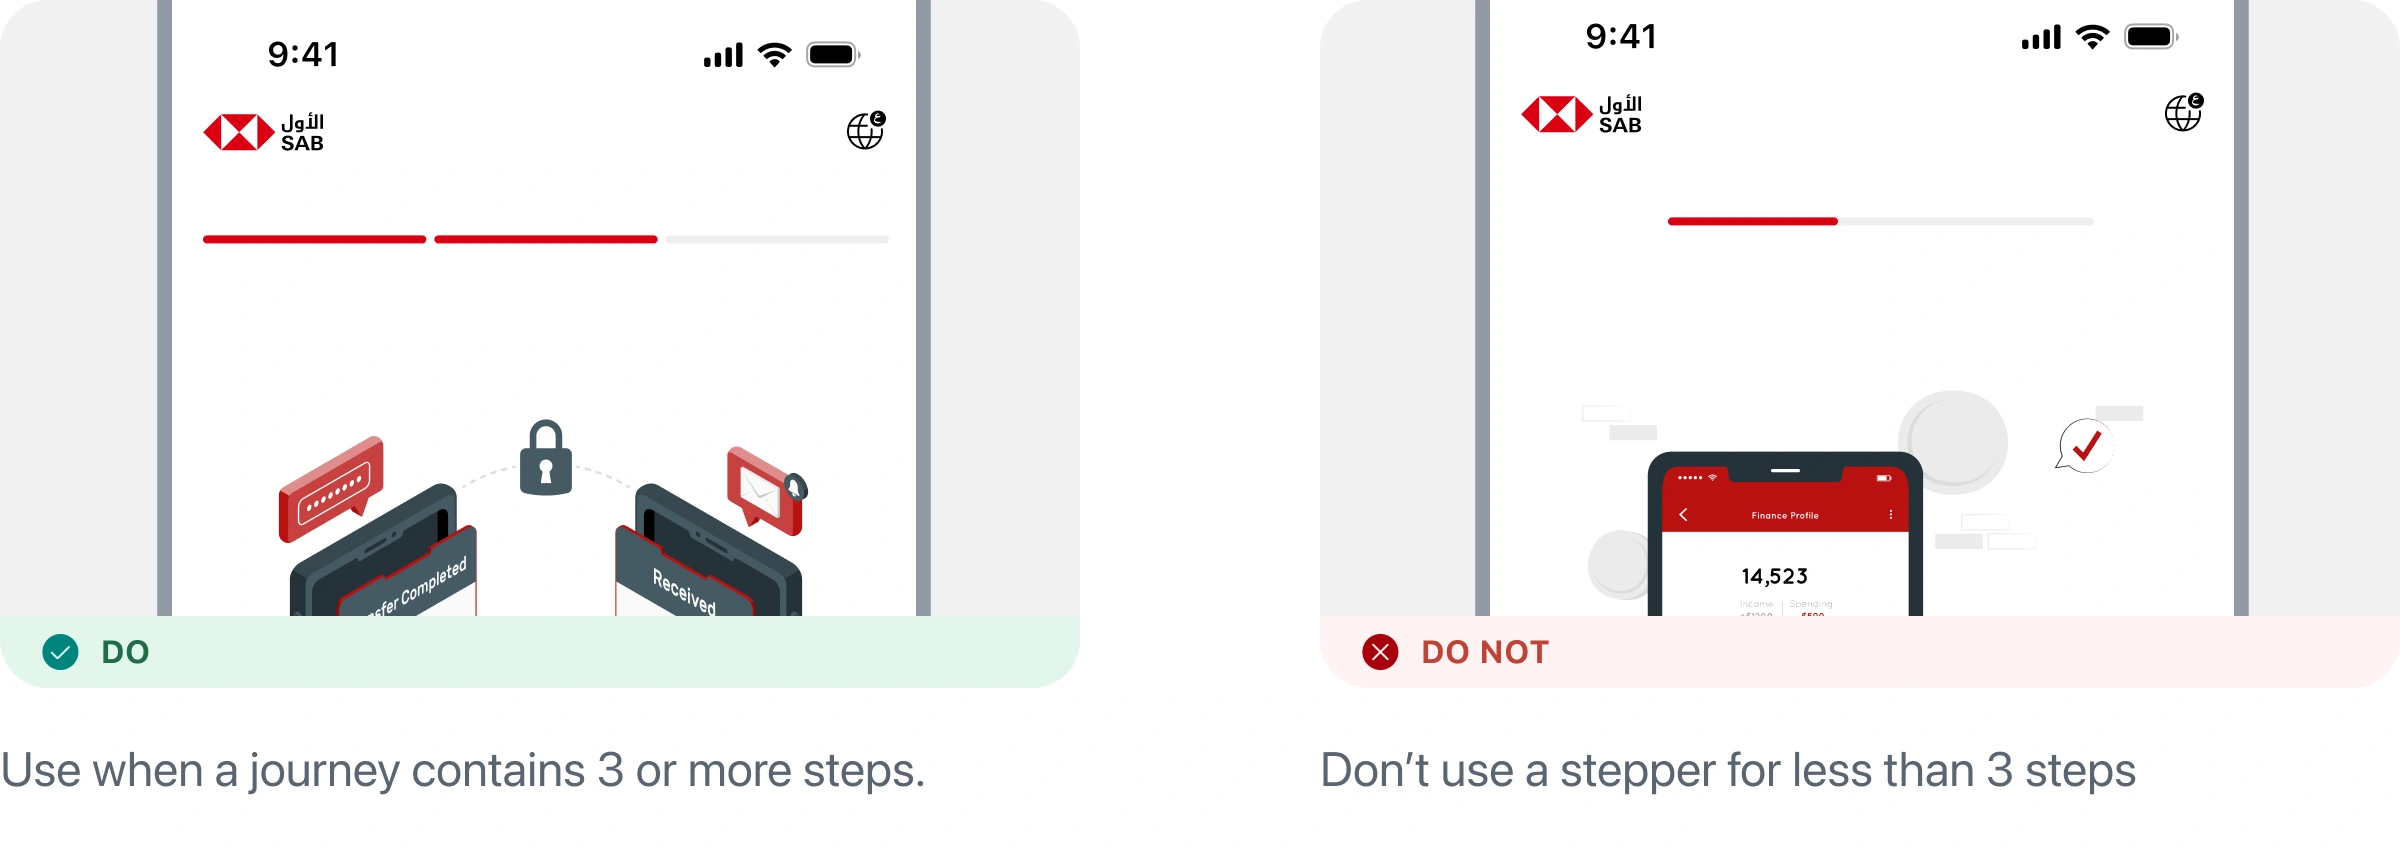 9:41
الأول
SAB
ع
nsfer Completed
Received
DO
Use when a journey contains 3 or more steps.
9:41
الأول
SAB
ع
Finance Profile
14,523
Income
Spending
DO NOT
Don’t use a stepper for less than 3 steps